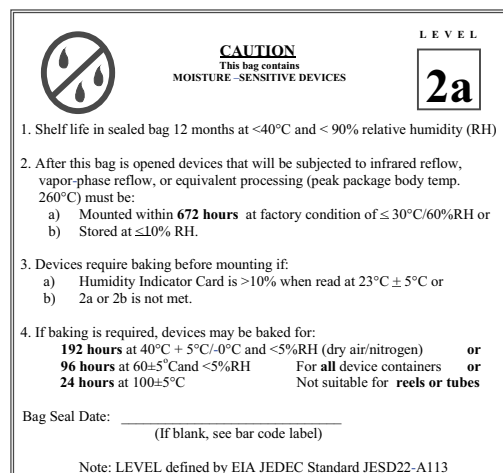 LEVEL
CAUTION
This bag contains
MOISTURE –SENSITIVE DEVICES
2a
1. Shelf life in sealed bag 12 months at <40°C and < 90% relative humidity (RH)
2. After this bag is opened devices that will be subjected to infrared reflow,
vapor-phase reflow, or equivalent processing (peak package body temp.
260°C) must be:
a) Mounted within 672 hours at factory condition of ≤ 30°C/60%RH or
b) Stored at ≤10% RH.
3. Devices require baking before mounting if:
a) Humidity Indicator Card is >10% when read at 23°C ± 5°C or
b) 2a or 2b is not met.
4. If baking is required, devices may be baked for:
192 hours at 40°C + 5°C/-0°C and <5%RH (dry air/nitrogen) or
96 hours at 60±5°Cand <5%RH For all device containers or
24 hours at 100±5°C Not suitable for reels or tubes
Bag Seal Date: ______________________________
(If blank, see bar code label)
Note: LEVEL defined by EIA JEDEC Standard JESD22-A113